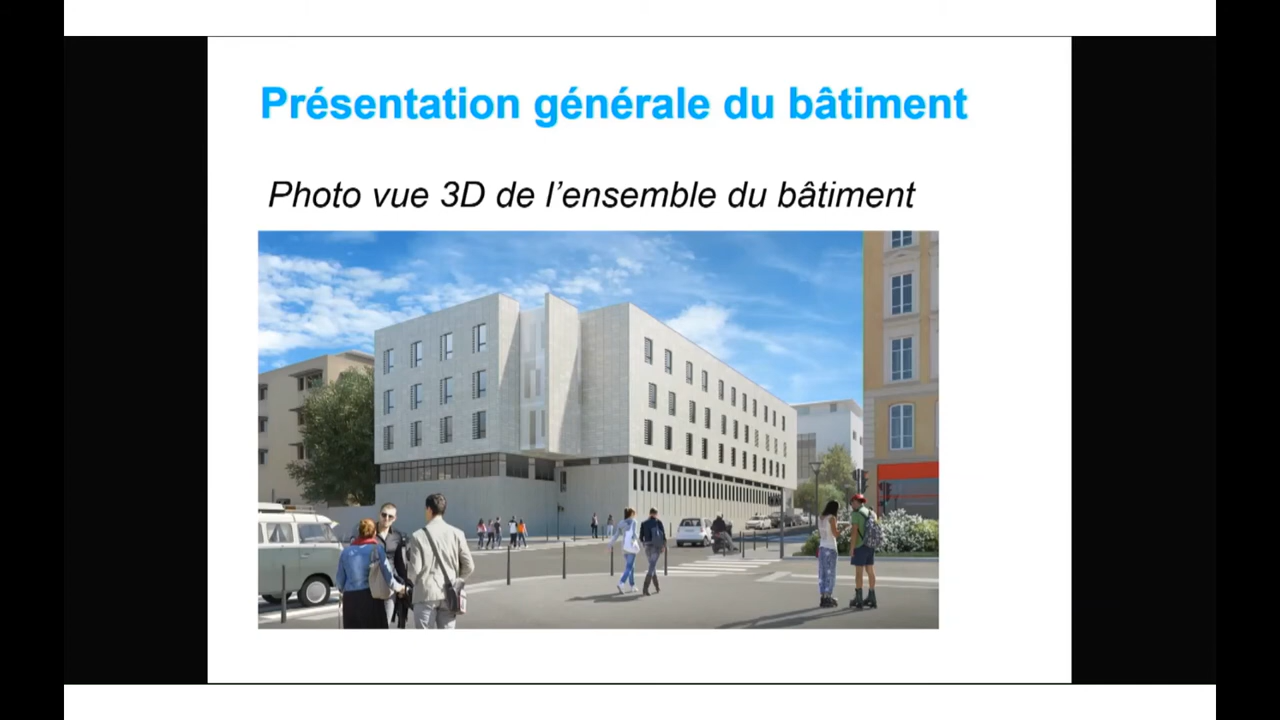 Présentation générale du bâtiment
Photo vue 3D de l’ensemble du bâtiment